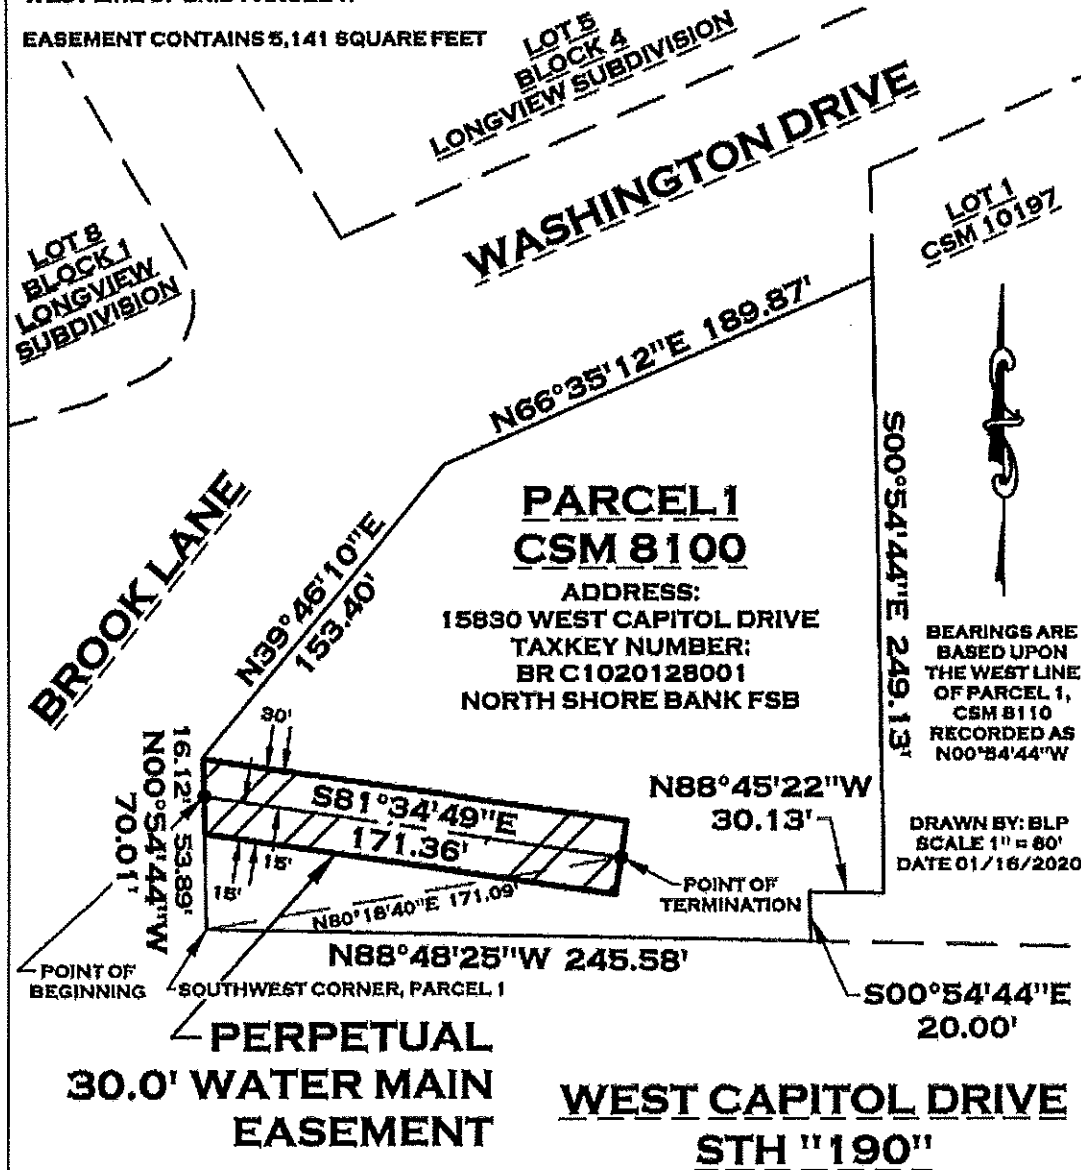 EASEMENT CONTAINS 5,141 SQUARE FEET
LOT 5
BLOCK 4
LONGVIEW SUBDIVISION
WASHINGTON DRIVE
LOT 8
BLOCK 1
LONGVIEW
SUBDIVISION
LOT 1
CSM 10197
N66°35'12"E 189.87'
BROOK LANE
N39°46'10"E
153.40'
PARCEL 1
CSM 8100
ADDRESS:
15830 WEST CAPITOL DRIVE
TAXKEY NUMBER:
BR C1020128001
NORTH SHORE BANK FSB
S00°54'44"E 249.13'
BEARINGS ARE
BASED UPON
THE WEST LINE
OF PARCEL 1,
CSM 8110
RECORDED AS
N00°54'44"W
DRAWN BY: BLP
SCALE 1" = 80'
DATE 01/16/2020
N88°45'22"W
30.13'
30'
16.12' 53.89'
N00°54'44"W
70.01'
S81°34'49"E
171.36'
15'
15'
N80°18'40"E 171.09'
POINT OF
TERMINATION
N88°48'25"W 245.58'
POINT OF
BEGINNING
SOUTHWEST CORNER, PARCEL 1
S00°54'44"E
20.00'
PERPETUAL
30.0' WATER MAIN
EASEMENT
WEST CAPITOL DRIVE
STH "190"